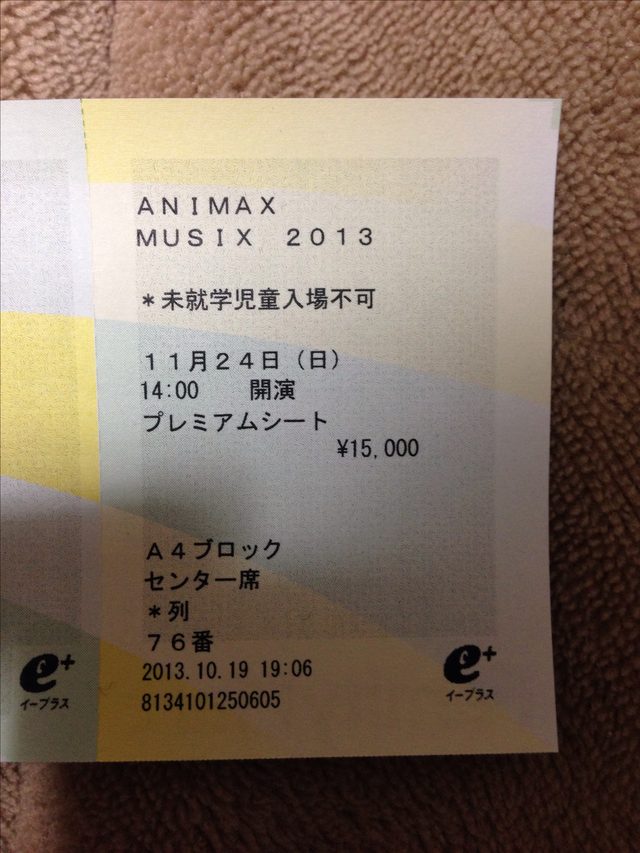 ANIMAX
MUSIX 2013
*未就学児童入場不可
11月24日(日)
14:00 開演
プレミアムシート
¥15,000
A4ブロック
センター席
*列
76番
2013.10.19 19:06
8134101250605
e+
イープラス
e+
イープラス